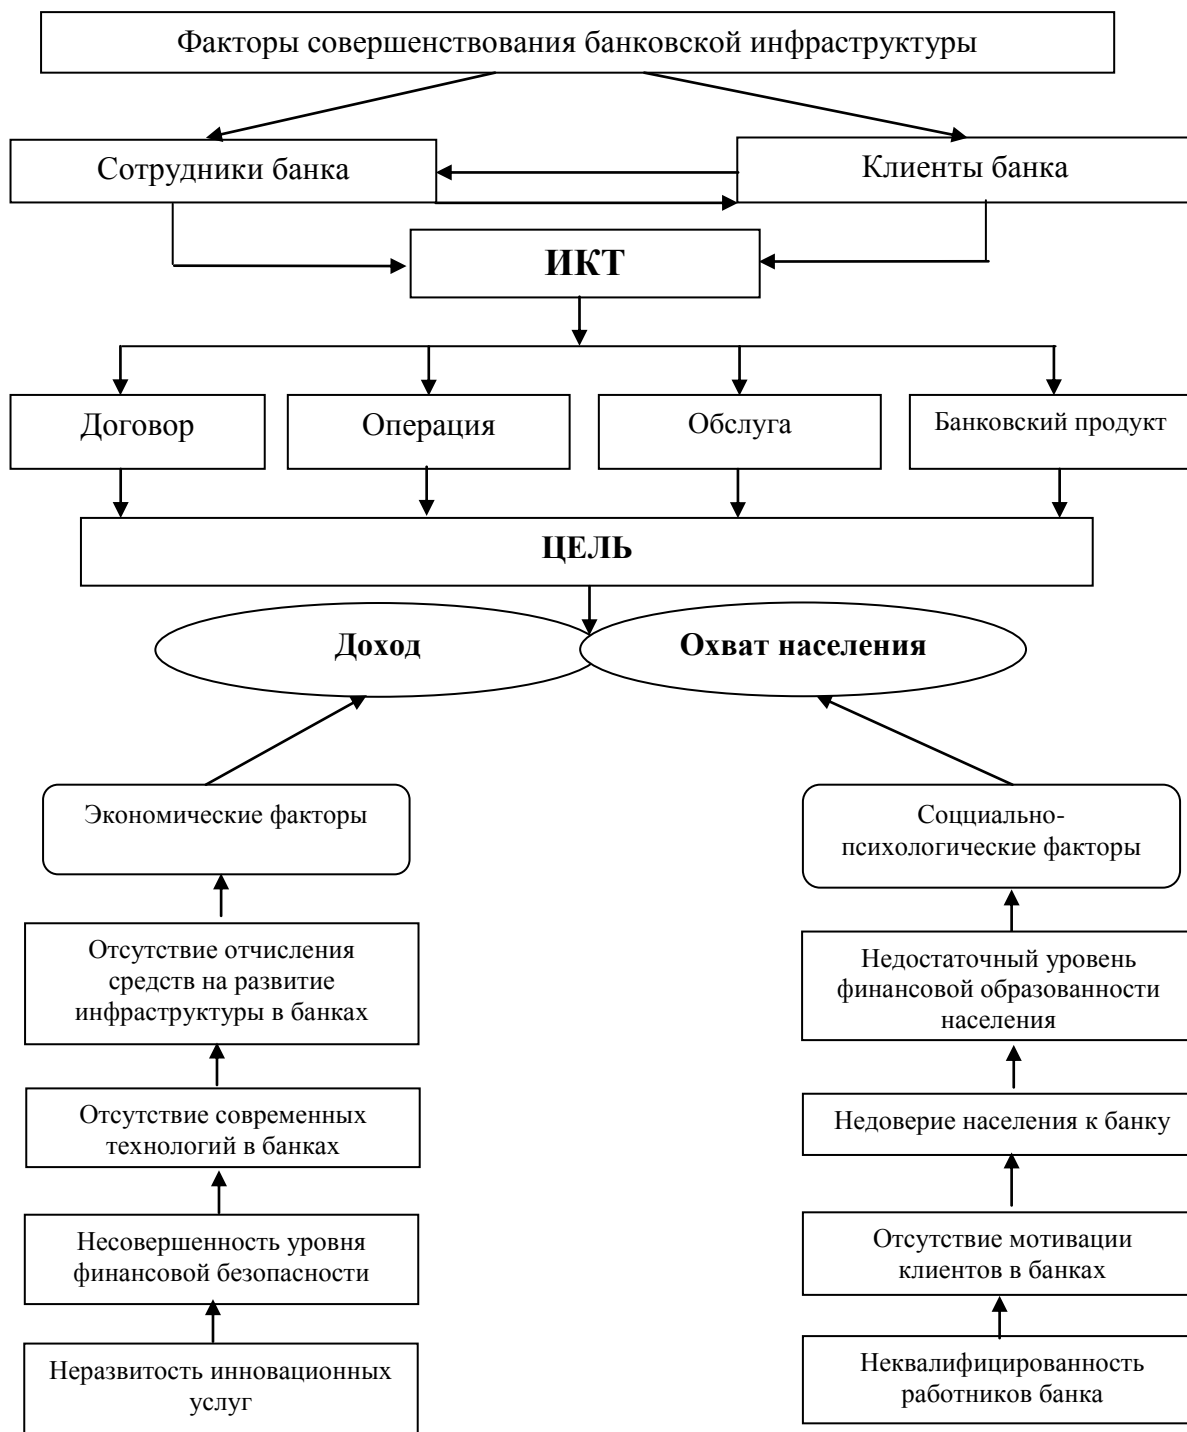 Факторы совершенствования банковской инфраструктуры
Сотрудники банка
Клиенты банка
ИКТ
Договор
Операция
Обслуга
Банковский продукт
ЦЕЛЬ
Доход
Охват населения
Экономические факторы
Соцциально-
психологические факторы
Отсутствие отчисления
средств на развитие
инфраструктуры в банках
Недостаточный уровень
финансовой образованности
населения
Отсутствие современных
технологий в банках
Недоверие населения к банку
Несовершенность уровня
финансовой безопасности
Отсутствие мотивации
клиентов в банках
Неразвитость инновационных
услуг
Неквалифицированность
работников банка